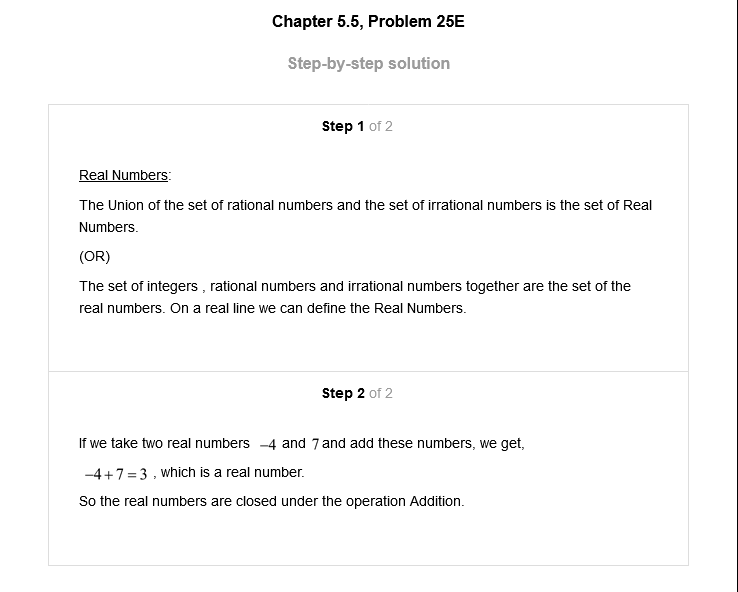 Chapter 5.5, Problem 25E
Step-by-step solution
Step 1 of 2
Real Numbers:
The Union of the set of rational numbers and the set of irrational numbers is the set of Real
Numbers.
(OR)
The set of integers , rational numbers and irrational numbers together are the set of the
real numbers. On a real line we can define the Real Numbers.
Step 2 of 2
If we take two real numbers −4 and 7 and add these numbers, we get,
−4+7=3 , which is a real number.
So the real numbers are closed under the operation Addition.